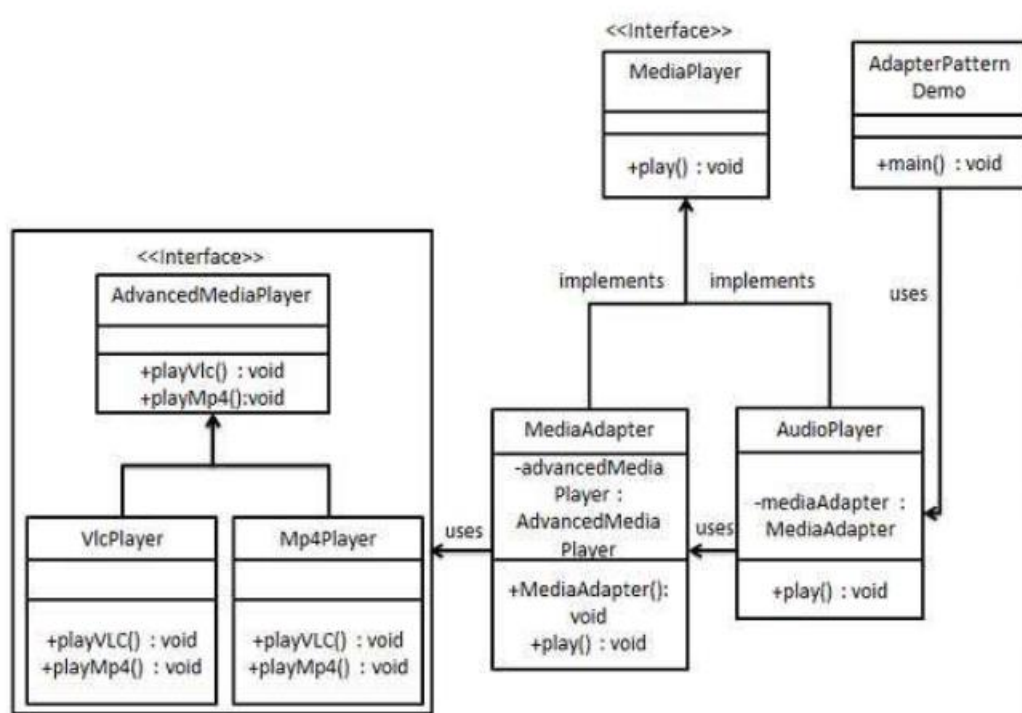 <<Interface>>
MediaPlayer
+play() : void
AdapterPattern
Demo
+main() : void
implements
implements
uses
<<Interface>>
AdvancedMediaPlayer
+playVlc() : void
+playMp4():void
VlcPlayer
+playVLC() : void
+playMp4() : void
Mp4Player
+playVLC() : void
+playMp4() : void
uses
MediaAdapter
-advancedMedia
Player :
AdvancedMedia
Player
+MediaAdapter():
void
+play() : void
uses
AudioPlayer
-mediaAdapter :
MediaAdapter
+play() : void